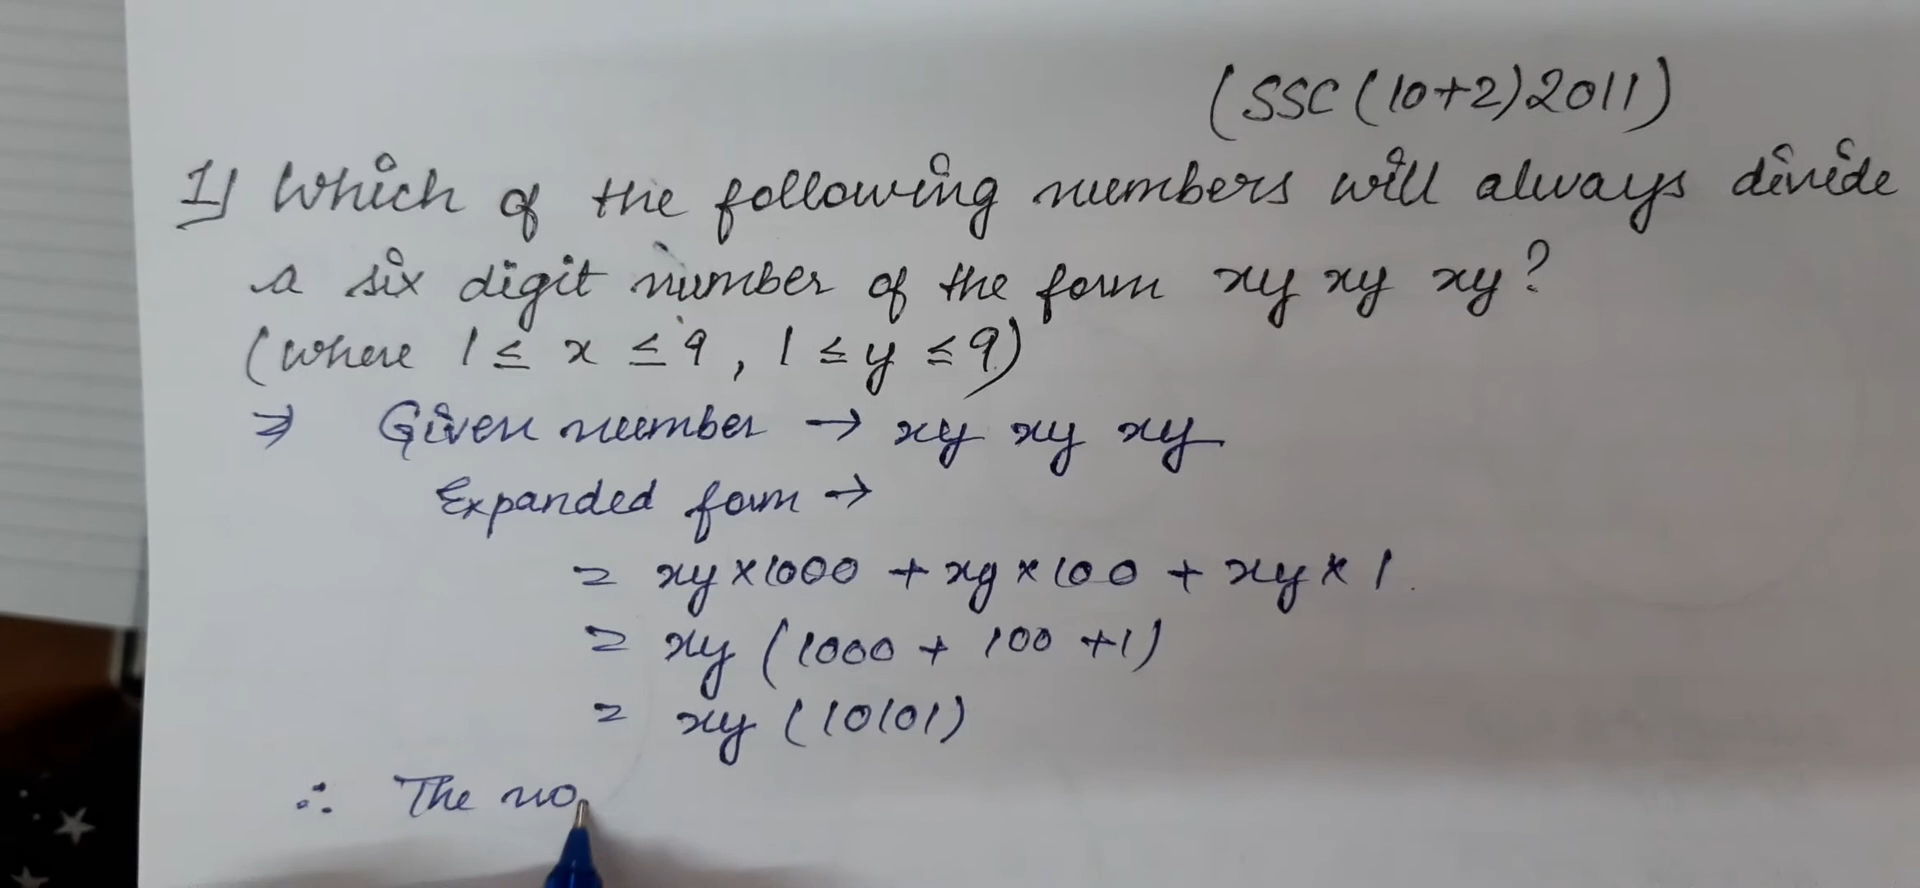 (SSC (10+2) 2011)
1) Which of the following numbers will always divide
a six digit number of the form xy xy xy?
(where 1 ≤ x ≤ 9, 1 ≤ y ≤ 9)
⇒ Given number → xy xy xy
Expanded form →
= xy × 1000 + xy × 100 + xy × 1.
= xy (1000 + 100 + 1)
= xy (10101)
∴ The no